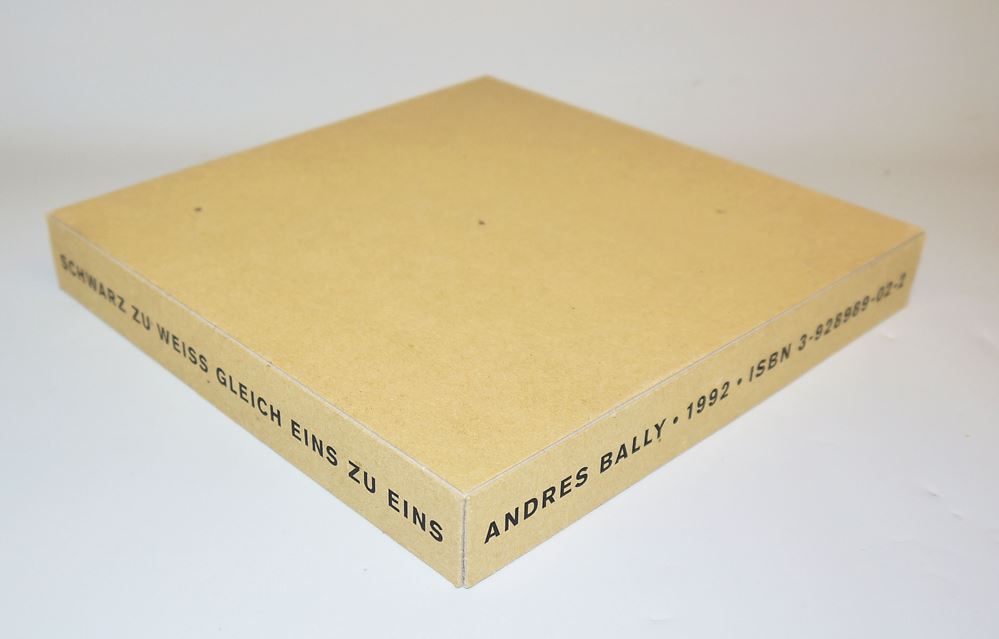 SCHWARZ ZU WEISS GLEICH EINS ZU EINS
ANDRES BALLY • 1992 • ISBN 3-928989-02-2